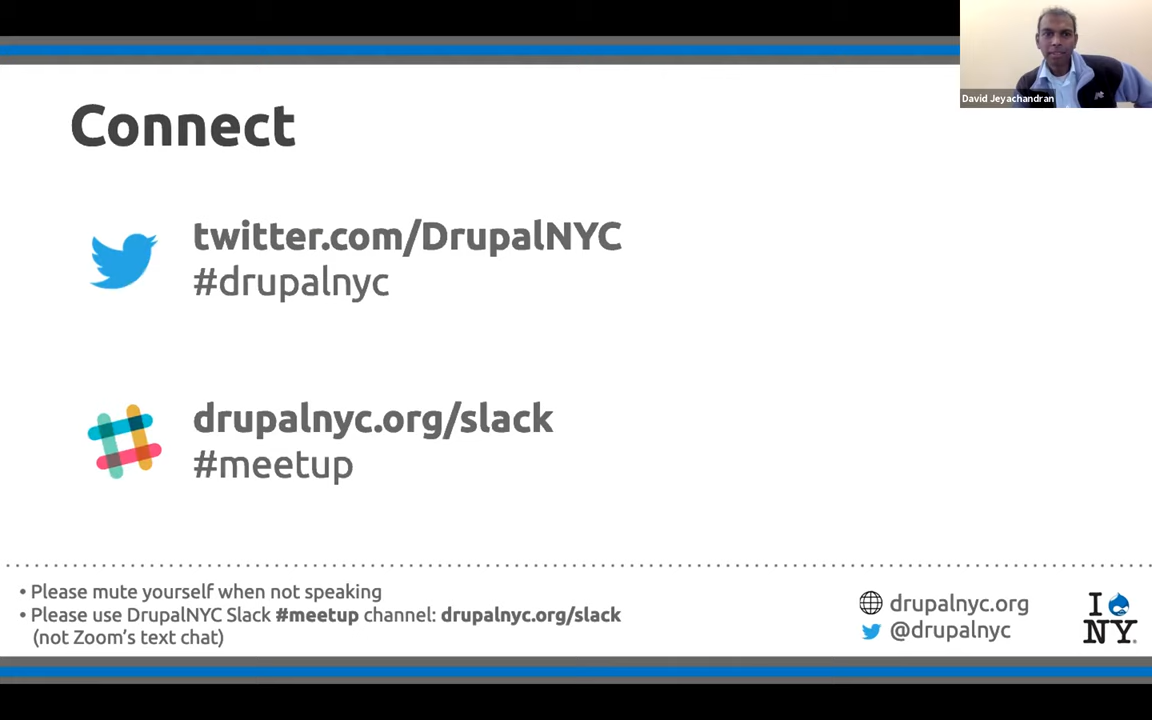 David Jeyachandran
Connect
twitter.com/DrupalNYC
#drupalnyc
drupalnyc.org/slack
#meetup
• Please mute yourself when not speaking
• Please use DrupalNYC Slack #meetup channel: drupalnyc.org/slack
(not Zoom's text chat)
drupalnyc.org
@drupalnyc
I
NY.